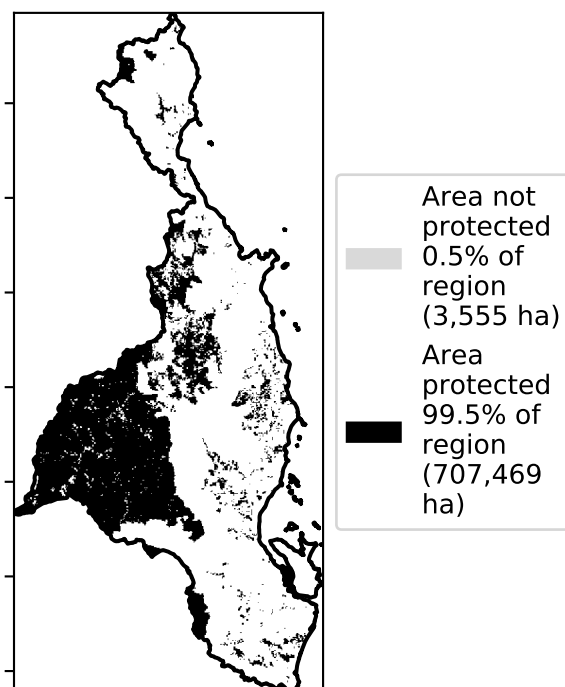 Area not
protected
0.5% of
region
(3,555 ha)
Area
protected
99.5% of
region
(707,469
ha)